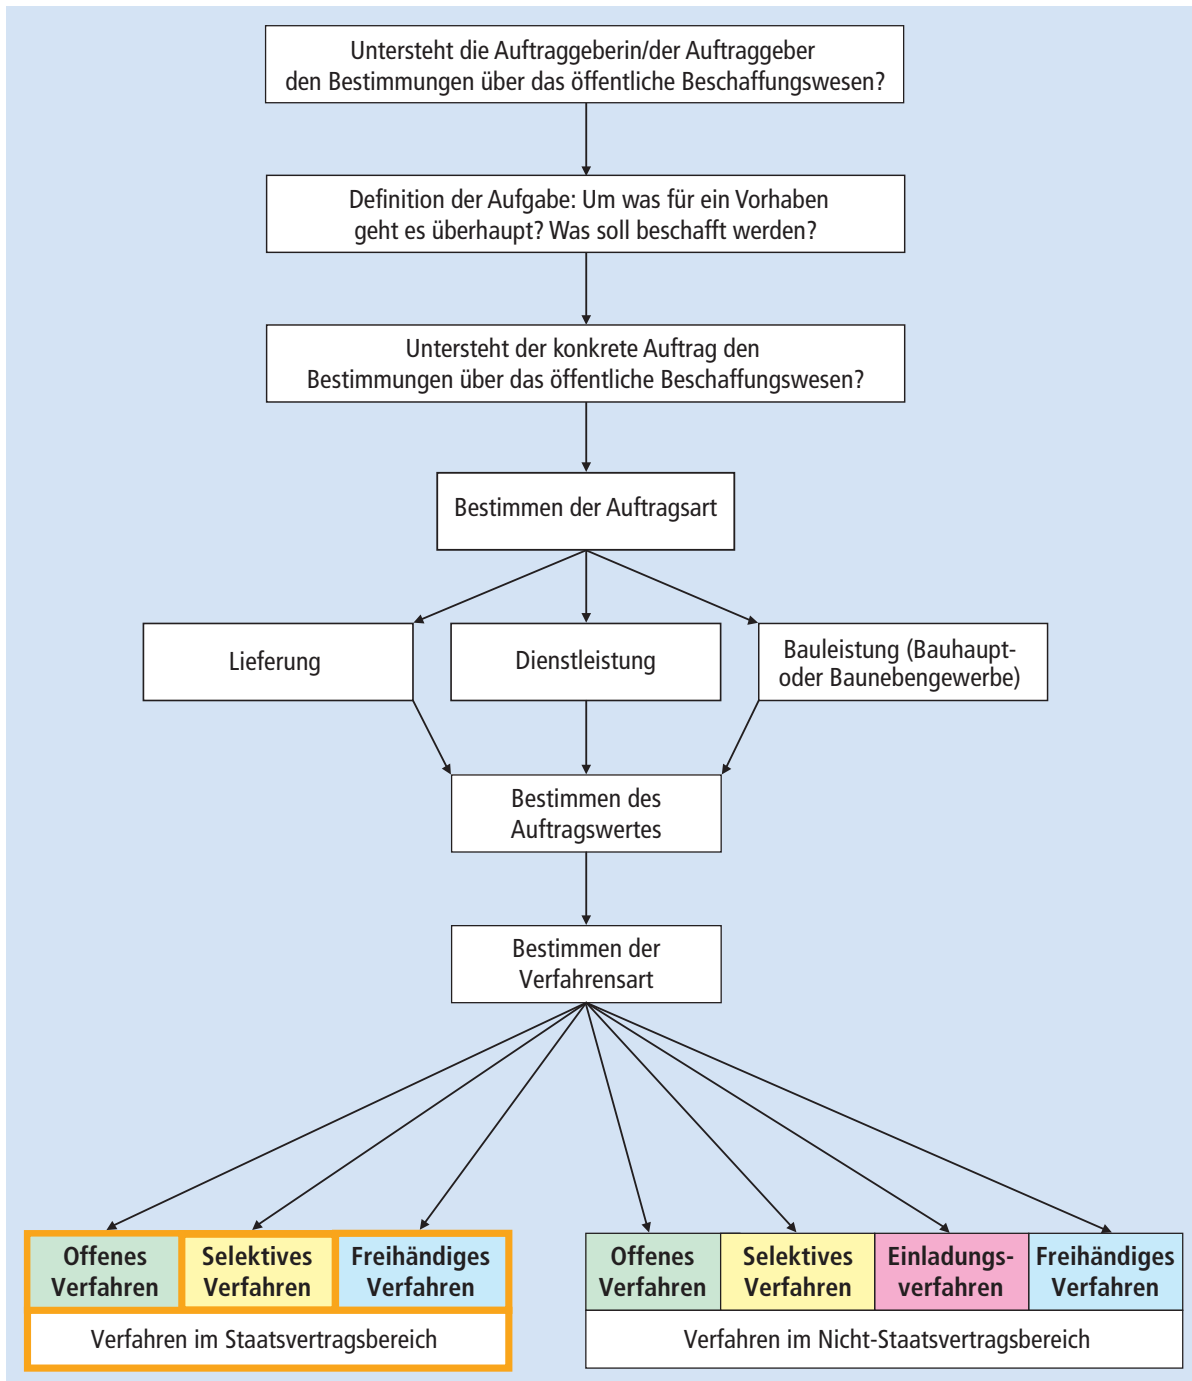 Untersteht die Auftraggeberin/der Auftraggeber
den Bestimmungen über das öffentliche Beschaffungswesen?
Definition der Aufgabe: Um was für ein Vorhaben
geht es überhaupt? Was soll beschafft werden?
Untersteht der konkrete Auftrag den
Bestimmungen über das öffentliche Beschaffungswesen?
Bestimmen der Auftragsart
Lieferung
Dienstleistung
Bauleistung (Bauhaupt-
oder Baunebengewerbe)
Bestimmen des
Auftragswertes
Bestimmen der
Verfahrensart
Offenes
Verfahren
Selektives
Verfahren
Freihändiges
Verfahren
Verfahren im Staatsvertragsbereich
Offenes
Verfahren
Selektives
Verfahren
Einladungs-
verfahren
Freihändiges
Verfahren
Verfahren im Nicht-Staatsvertragsbereich